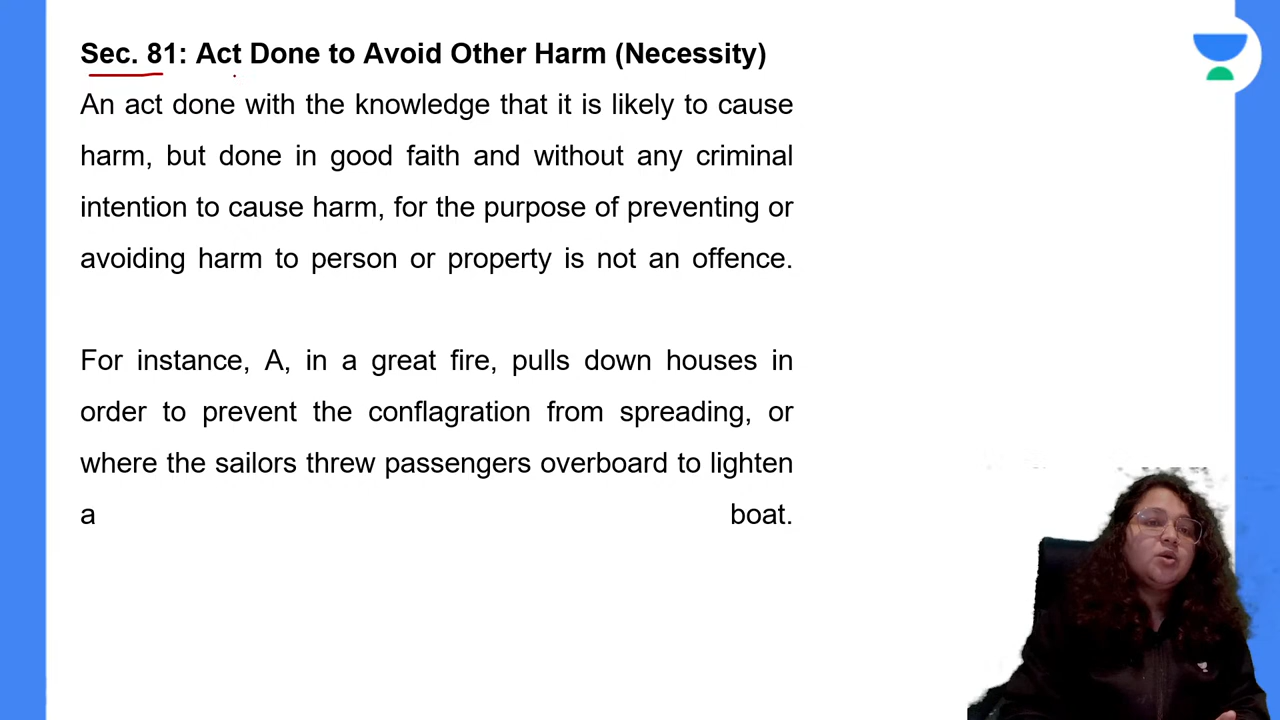 Sec. 81: Act Done to Avoid Other Harm (Necessity)
An act done with the knowledge that it is likely to cause
harm, but done in good faith and without any criminal
intention to cause harm, for the purpose of preventing or
avoiding harm to person or property is not an offence.
For instance, A, in a great fire, pulls down houses in
order to prevent the conflagration from spreading, or
where the sailors threw passengers overboard to lighten
a boat.